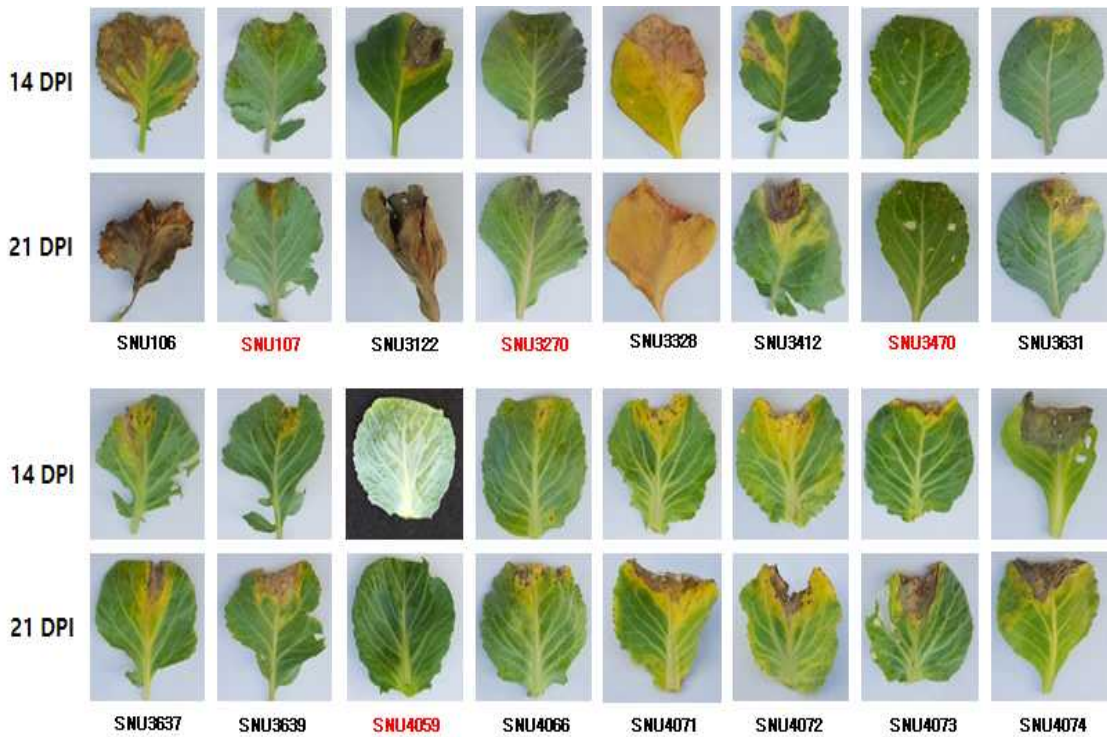 14 DPI
21 DPI
SNU106 SNU107 SNU3122 SNU3270 SNU3328 SNU3412 SNU3470 SNU3631
14 DPI
21 DPI
SNU3637 SNU3639 SNU4059 SNU4066 SNU4071 SNU4072 SNU4073 SNU4074